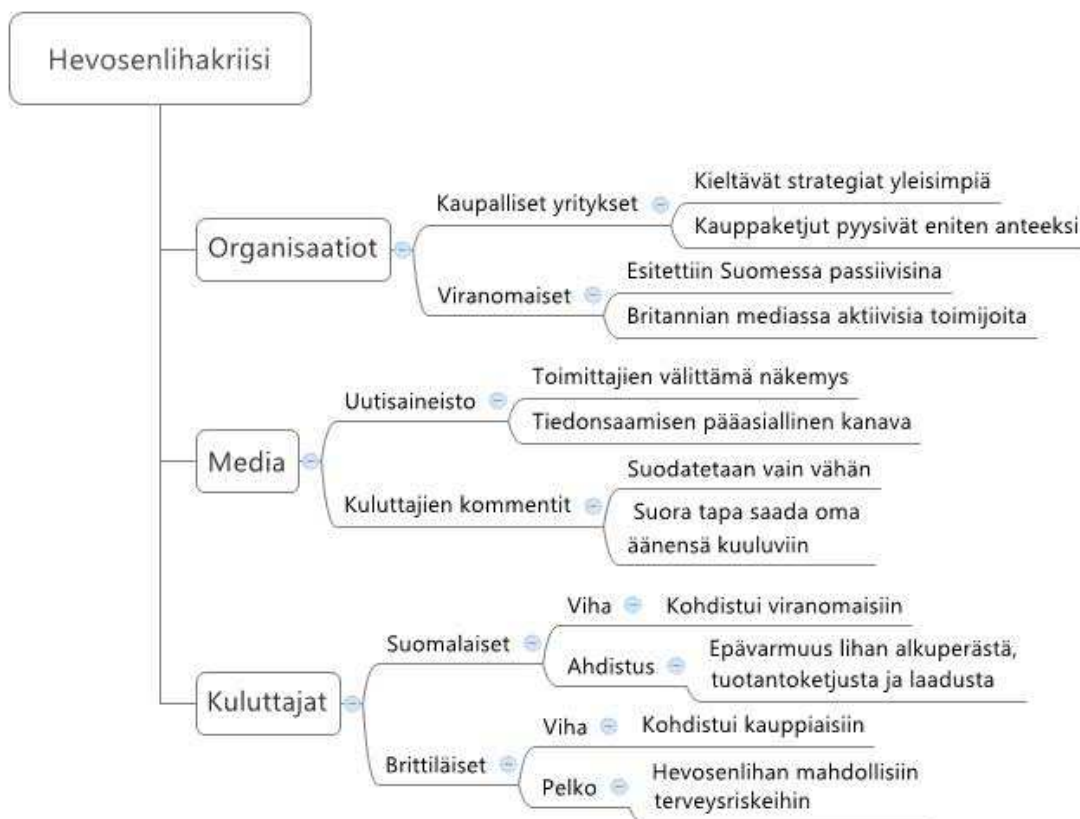 Hevosenlihakriisi
Organisaatiot
Kaupalliset yritykset
Kieltävät strategiat yleisimpiä
Kauppaketjut pyysivät eniten anteeksi
Viranomaiset
Esitettiin Suomessa passiivisina
Britannian mediassa aktiivisia toimijoita
Media
Uutisaineisto
Toimittajien välittämä näkemys
Tiedonsaamisen pääasiallinen kanava
Kuluttajien kommentit
Suodatetaan vain vähän
Suora tapa saada oma
äänensä kuuluviin
Kuluttajat
Suomalaiset
Viha
Kohdistui viranomaisiin
Ahdistus
Epävarmuus lihan alkuperästä,
tuotantoketjusta ja laadusta
Brittiläiset
Viha
Kohdistui kauppiaisiin
Pelko
Hevosenlihan mahdollisiin
terveysriskeihin